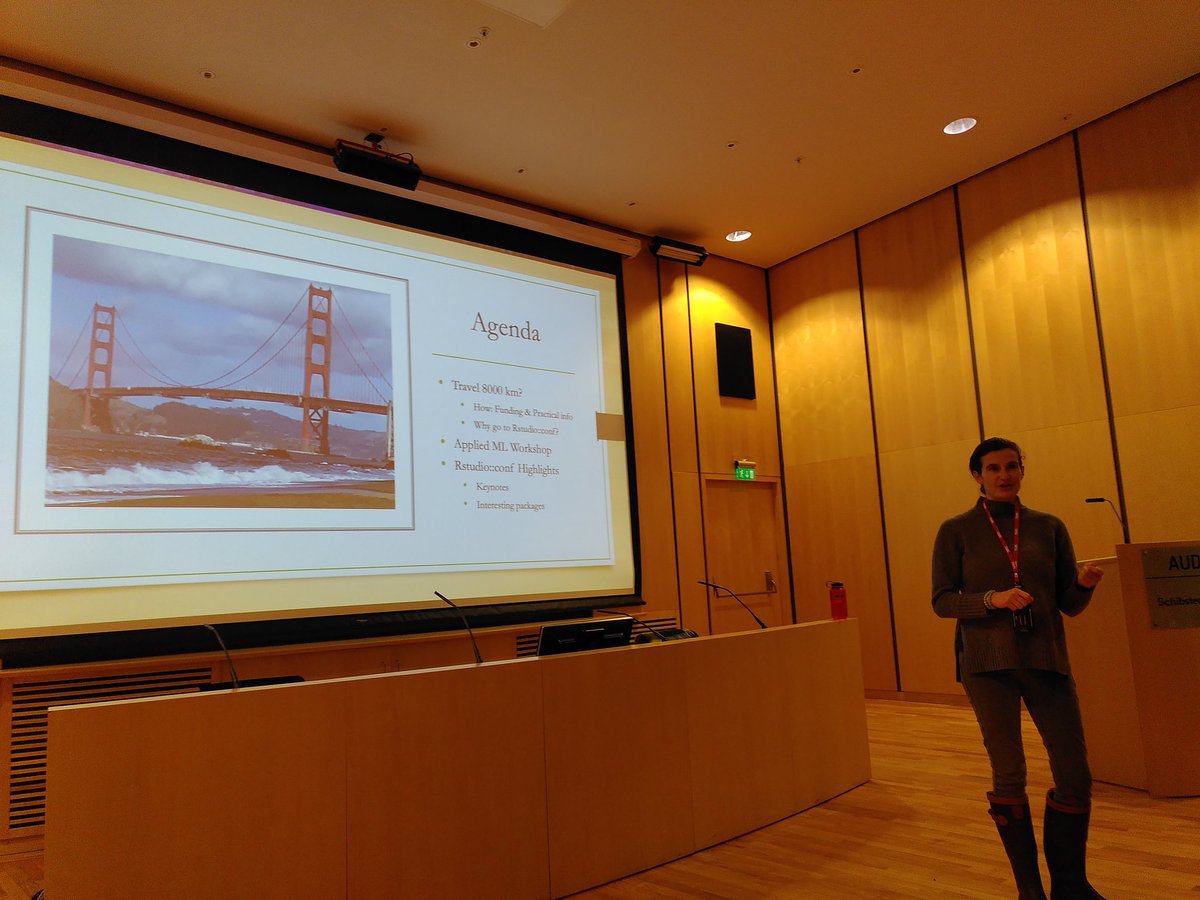 Agenda
Travel 8000 km?
How: Funding & Practical info
Why go to Rstudio::conf?
Applied ML Workshop
Rstudio::conf Highlights
Keynotes
Interesting packages
AUD